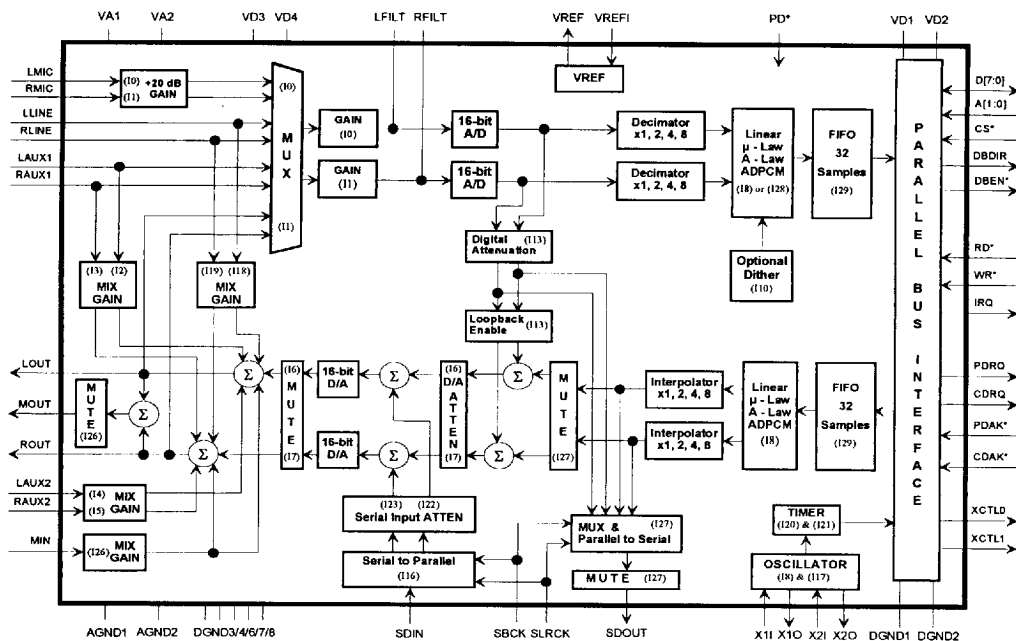 VA1 VA2 VD3 VD4 LFILT RFILT VREF VREFI PD* VD1 VD2
LMIC
RMIC
LLINE
RLINE
LAUX1
RAUX1
(I0) +20 dB
(I1) GAIN
(I0)
MUX
(I1)
GAIN
(I0)
GAIN
(I1)
16-bit
A/D
16-bit
A/D
VREF
Decimator
x1, 2, 4, 8
Decimator
x1, 2, 4, 8
Linear
µ - Law
A - Law
ADPCM
(I8) or (I28)
FIFO
32
Samples
(I29)
Optional
Dither
(I10)
PARALLEL BUS INTERFACE
D[7:0]
A[1:0]
CS*
DBDIR
DBEN*
RD*
WR*
IRQ
PDRQ
CDRQ
PDAK*
CDAK*
XCTL0
XCTL1
(I3) (I2)
MIX
GAIN
(I19) (I18)
MIX
GAIN
Digital (I13)
Attenuation
Loopback
Enable (I13)
LOUT
MOUT
ROUT
LAUX2
RAUX2
MIN
MUTE
(I26)
Σ
Σ
Σ
(I6)
MUTE
(I7)
16-bit
D/A
16-bit
D/A
Σ
Σ
(I6)
D/A
ATTEN
(I7)
Σ
Σ
MUTE
(I27)
Interpolator
x1, 2, 4, 8
Interpolator
x1, 2, 4, 8
Linear
µ - Law
A - Law
ADPCM
(I8)
FIFO
32
Samples
(I29)
(I4) MIX
(I5) GAIN
(I26) MIX
GAIN
(I23) (I22)
Serial Input ATTEN
Serial to Parallel
(I16)
MUX & (I27)
Parallel to Serial
MUTE (I27)
TIMER
(I20) & (I21)
OSCILLATOR
(I8) & (I17)
AGND1 AGND2 DGND3/4/6/7/8 SDIN SBCK SLRCK SDOUT X1I X1O X2I X2O DGND1 DGND2